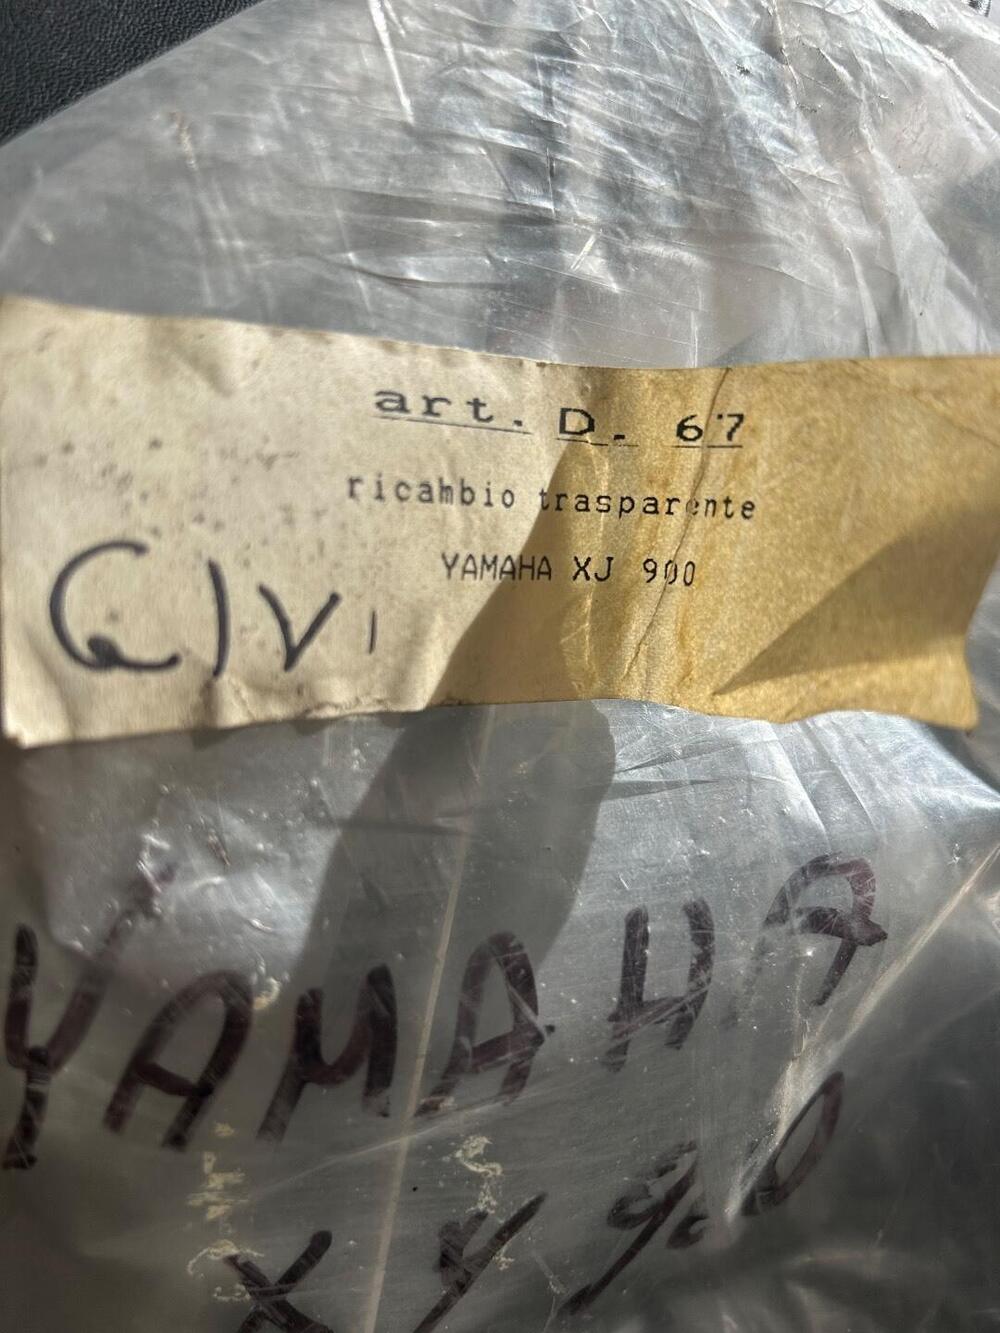 art. D. 67
ricambio trasparente
YAMAHA XJ 900
GIVI
YAMAHA
XJ 900